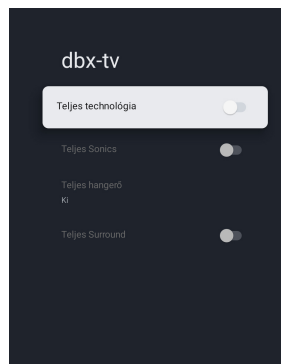 dbx-tv
Teljes technológia
Teljes Sonics
Teljes hangerő
Ki
Teljes Surround